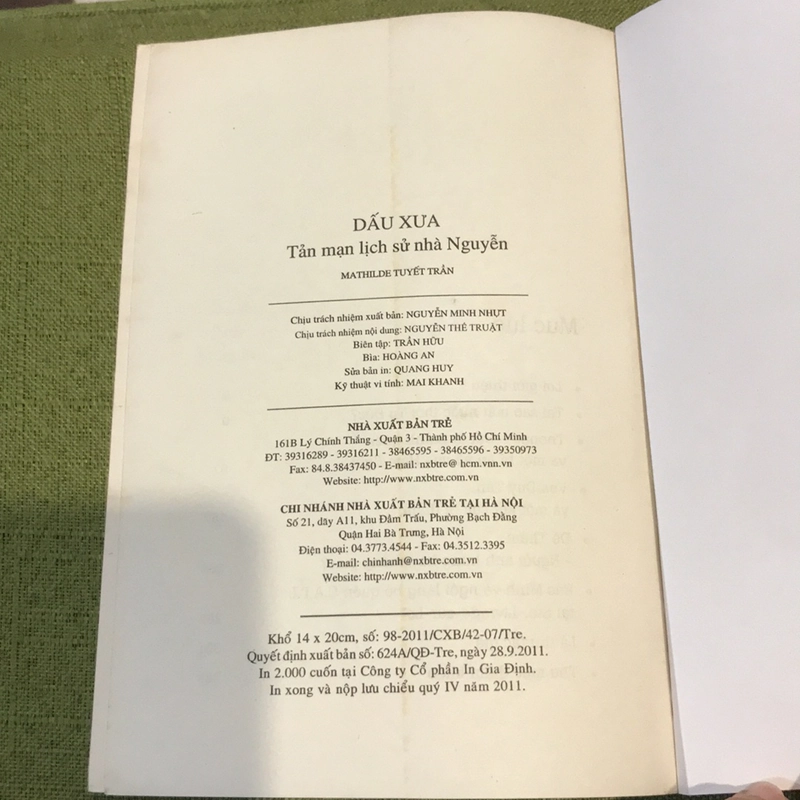 DẤU XƯA
Tản mạn lịch sử nhà Nguyễn
MATHILDE TUYẾT TRẦN
Chịu trách nhiệm xuất bản: NGUYỄN MINH NHỰT
Chịu trách nhiệm nội dung: NGUYỄN THẾ TRUẬT
Biên tập: TRẦN HỮU
Bìa: HOÀNG AN
Sửa bản in: QUANG HUY
Kỹ thuật vi tính: MAI KHANH
NHÀ XUẤT BẢN TRẺ
161B Lý Chính Thắng - Quận 3 - Thành phố Hồ Chí Minh
ĐT: 39316289 - 39316211 - 38465595 - 38465596 - 39350973
Fax: 84.8.38437450 - E-mail: nxbtre@ hcm.vnn.vn
Website: http://www.nxbtre.com.vn
CHI NHÁNH NHÀ XUẤT BẢN TRẺ TẠI HÀ NỘI
Số 21, dãy A11, khu Đầm Trấu, Phường Bạch Đằng
Quận Hai Bà Trưng, Hà Nội
Điện thoại: 04.3773.4544 - Fax: 04.3512.3395
E-mail: chinhanh@nxbtre.com.vn
Website: http://www.nxbtre.com.vn
Khổ 14 x 20cm, số: 98-2011/CXB/42-07/Tre.
Quyết định xuất bản số: 624A/QĐ-Tre, ngày 28.9.2011.
In 2.000 cuốn tại Công ty Cổ phần In Gia Định.
In xong và nộp lưu chiểu quý IV năm 2011.